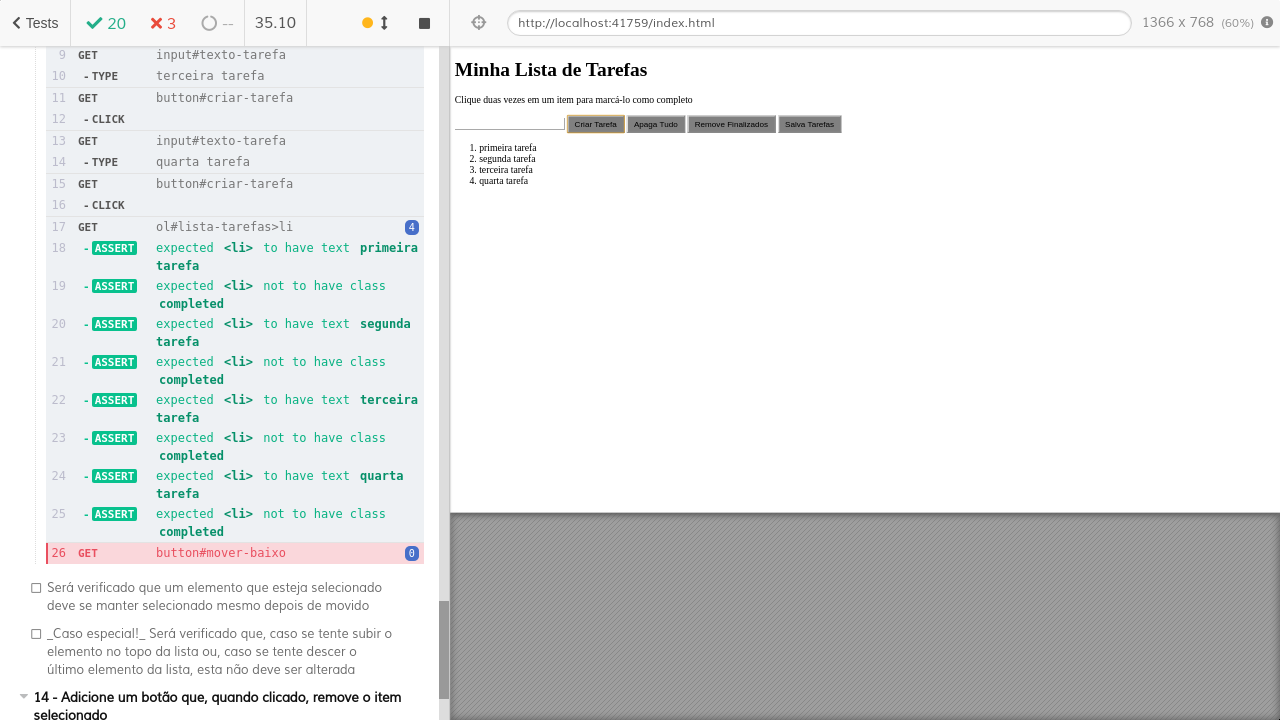 Tests 20 3 -- 35.10 http://localhost:41759/index.html 1366 x 768 (60%)
9 GET input#texto-tarefa
10 - TYPE terceira tarefa
11 GET button#criar-tarefa
12 - CLICK
13 GET input#texto-tarefa
14 - TYPE quarta tarefa
15 GET button#criar-tarefa
16 - CLICK
17 GET ol#lista-tarefas>li 4
18 - ASSERT expected <li> to have text primeira
tarefa
19 - ASSERT expected <li> not to have class
completed
20 - ASSERT expected <li> to have text segunda
tarefa
21 - ASSERT expected <li> not to have class
completed
22 - ASSERT expected <li> to have text terceira
tarefa
23 - ASSERT expected <li> not to have class
completed
24 - ASSERT expected <li> to have text quarta
tarefa
25 - ASSERT expected <li> not to have class
completed
26 GET button#mover-baixo 0
Será verificado que um elemento que esteja selecionado
deve se manter selecionado mesmo depois de movido
_Caso especial!_ Será verificado que, caso se tente subir o
elemento no topo da lista ou, caso se tente descer o
último elemento da lista, esta não deve ser alterada
14 - Adicione um botão que, quando clicado, remove o item
selecionado
Minha Lista de Tarefas
Clique duas vezes em um item para marcá-lo como completo
Criar Tarefa Apaga Tudo Remove Finalizados Salva Tarefas
1. primeira tarefa
2. segunda tarefa
3. terceira tarefa
4. quarta tarefa